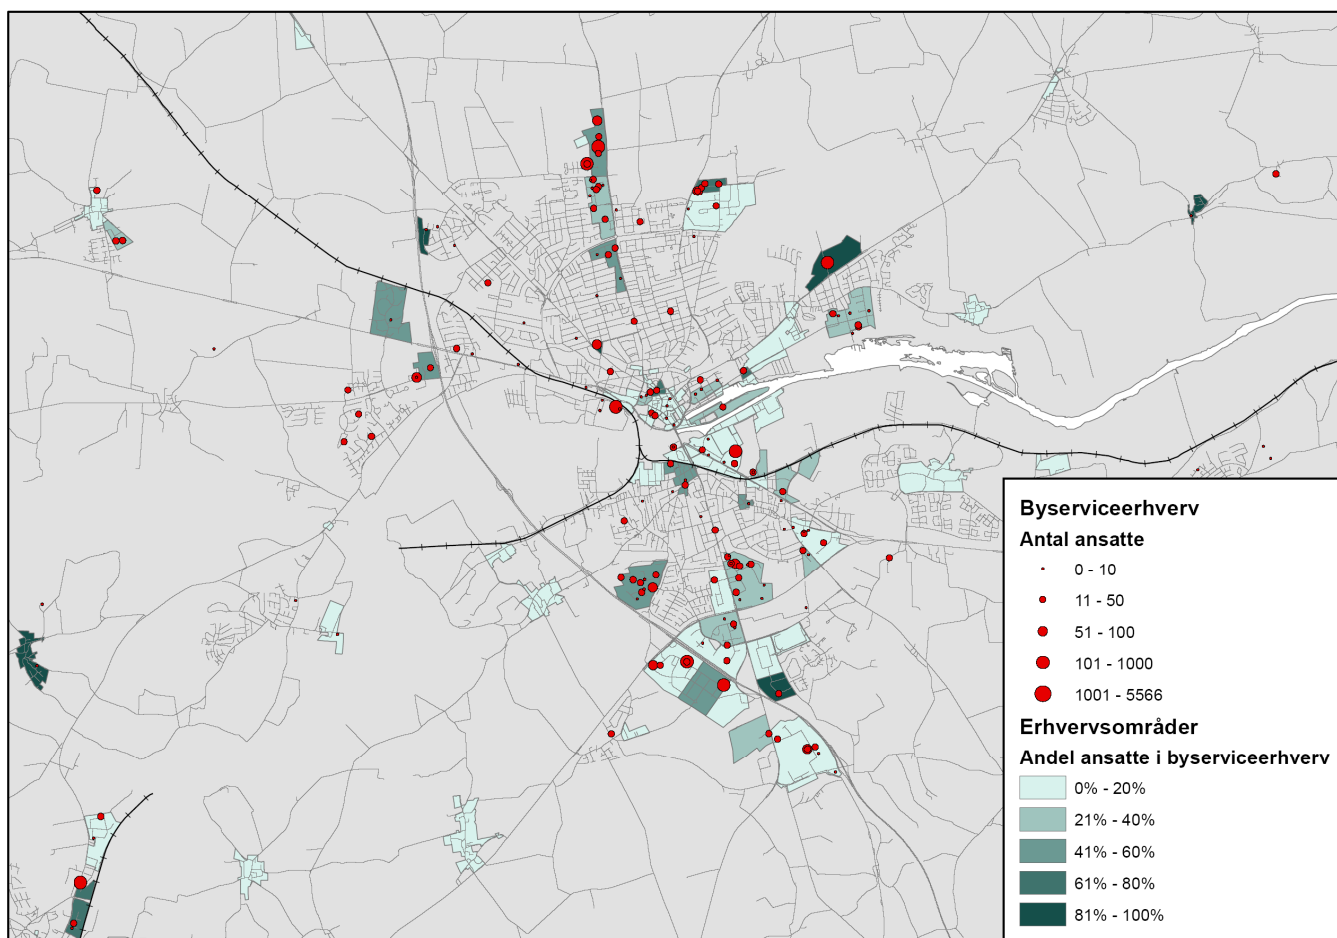 Byserviceerhverv
Antal ansatte
0 - 10
11 - 50
51 - 100
101 - 1000
1001 - 5566
Erhvervsområder
Andel ansatte i byserviceerhverv
0% - 20%
21% - 40%
41% - 60%
61% - 80%
81% - 100%